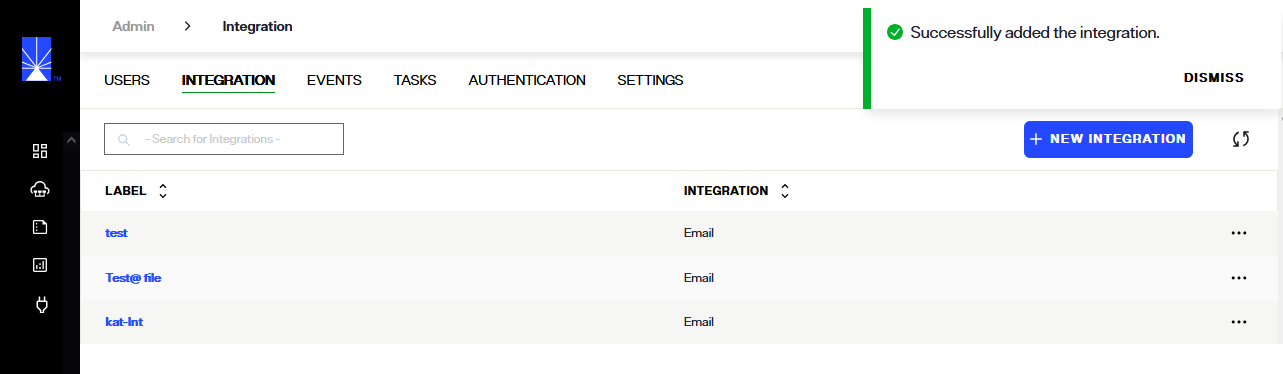 Admin > Integration
Successfully added the integration.
DISMISS
USERS INTEGRATION EVENTS TASKS AUTHENTICATION SETTINGS
- Search for Integrations -
+ NEW INTEGRATION
LABEL INTEGRATION
test Email
Test@ file Email
kat-Int Email
TM